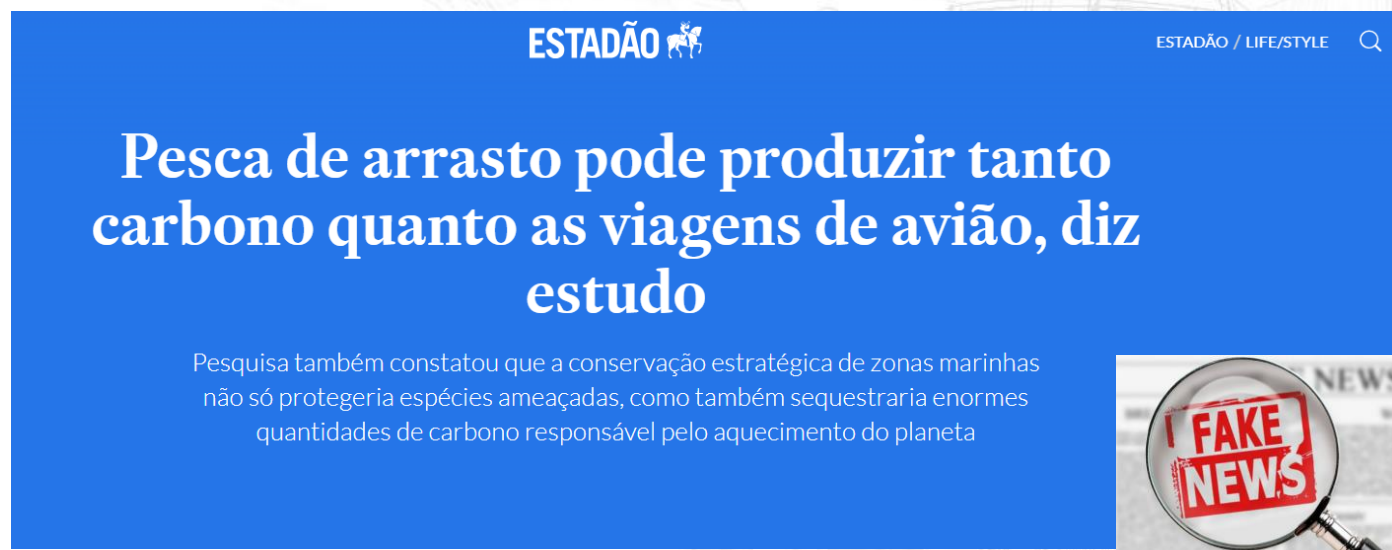 ESTADÃO
ESTADÃO / LIFE/STYLE
Pesca de arrasto pode produzir tanto
carbono quanto as viagens de avião, diz
estudo
Pesquisa também constatou que a conservação estratégica de zonas marinhas
não só protegeria espécies ameaçadas, como também sequestraria enormes
quantidades de carbono responsável pelo aquecimento do planeta
NEWS
FAKE
NEWS